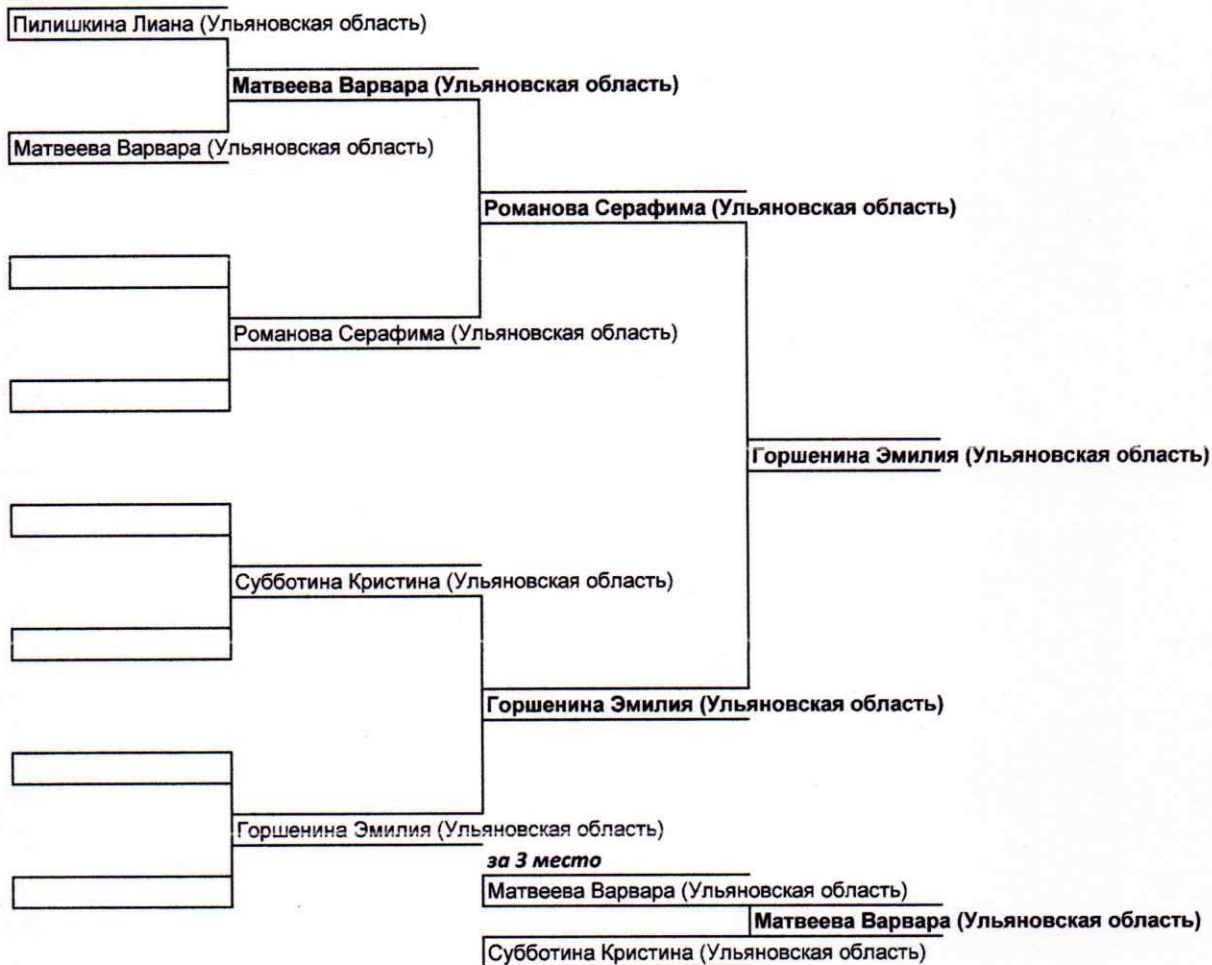 Пилишкина Лиана (Ульяновская область)
Матвеева Варвара (Ульяновская область)
Матвеева Варвара (Ульяновская область)
Романова Серафима (Ульяновская область)
Романова Серафима (Ульяновская область)
Горшенина Эмилия (Ульяновская область)
Субботина Кристина (Ульяновская область)
Горшенина Эмилия (Ульяновская область)
Горшенина Эмилия (Ульяновская область)
за 3 место
Матвеева Варвара (Ульяновская область)
Матвеева Варвара (Ульяновская область)
Субботина Кристина (Ульяновская область)